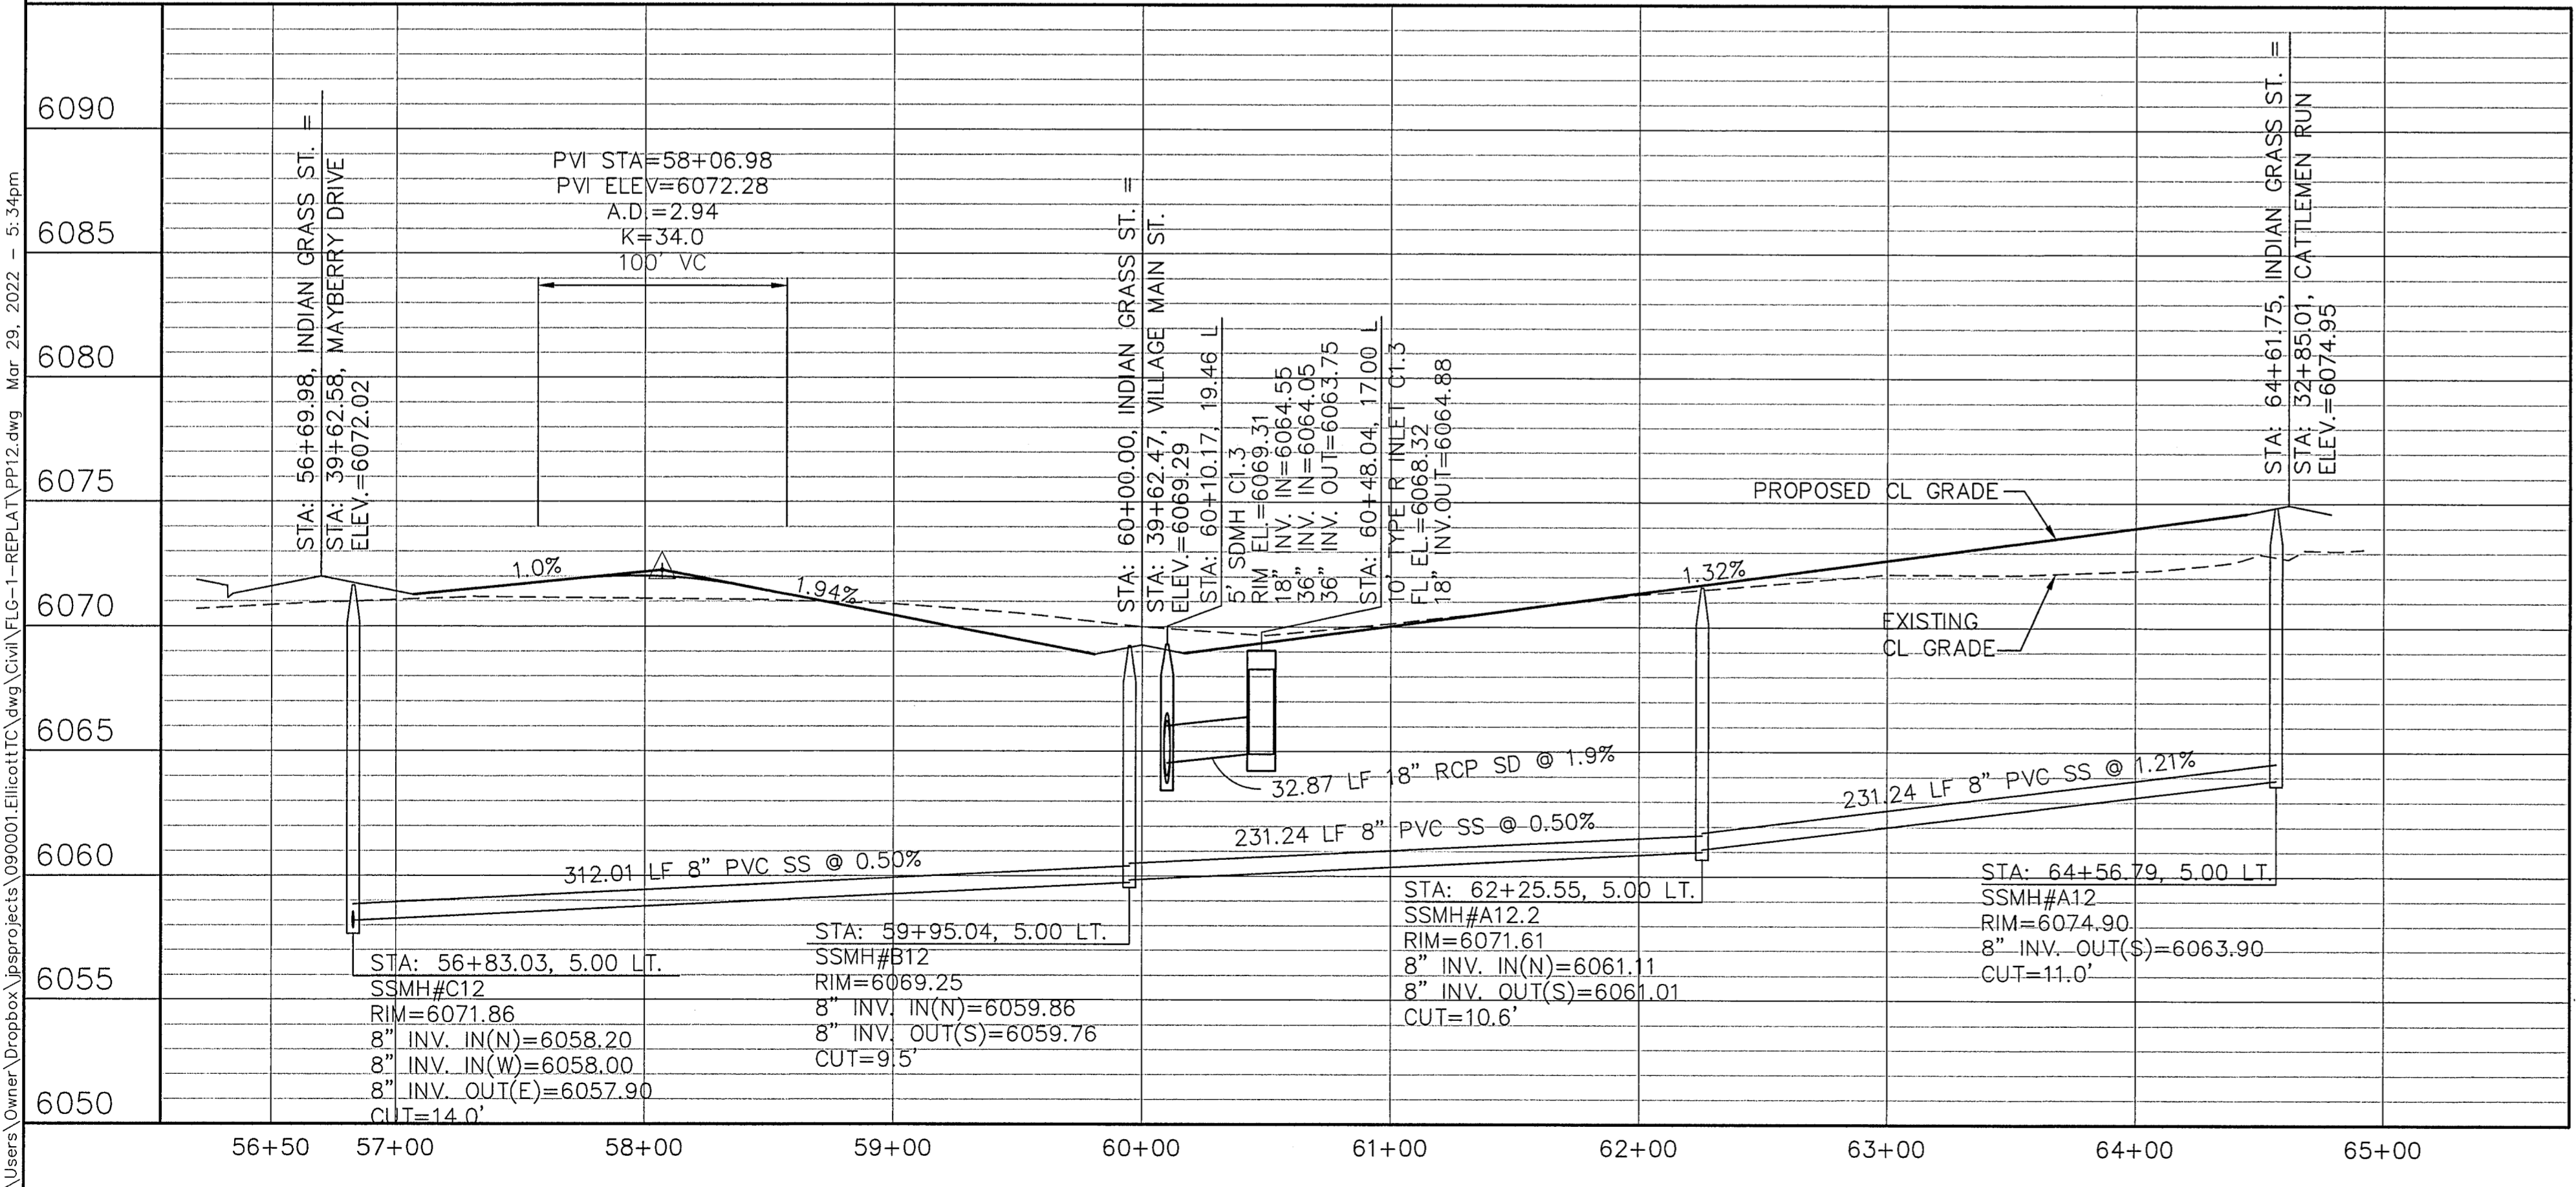 \Users\Owner\Dropbox\jpsprojects\090001.EllicottTC\dwg\Civil\FLG-1-REPLAT\PP12.dwg Mar 29, 2022 - 5:34pm
6090
6085
6080
6075
6070
6065
6060
6055
6050
STA: 56+69.98, INDIAN GRASS ST. =
STA: 39+62.58, MAYBERRY DRIVE
ELEV.=6072.02
PVI STA=58+06.98
PVI ELEV=6072.28
A.D.=2.94
K=34.0
100' VC
1.0%
1.94%
STA: 60+00.00, INDIAN GRASS ST. =
STA: 39+62.47, VILLAGE MAIN ST.
ELEV.=6069.29
STA: 60+10.17, 19.46 L
5' SDMH C1.3
RIM EL.=6069.31
18" INV. IN=6064.55
36" INV. IN=6064.05
36" INV. OUT=6063.75
STA: 60+48.04, 17.00 L
10' TYPE R INLET C1.3
FL EL.=6068.32
18" INV.OUT=6064.88
PROPOSED CL GRADE
1.32%
EXISTING
CL GRADE
STA: 64+61.75, INDIAN GRASS ST. =
STA: 32+85.01, CATTLEMEN RUN
ELEV.=6074.95
32.87 LF 18" RCP SD @ 1.9%
312.01 LF 8" PVC SS @ 0.50%
231.24 LF 8" PVC SS @ 0.50%
231.24 LF 8" PVC SS @ 1.21%
STA: 56+83.03, 5.00 LT.
SSMH#C12
RIM=6071.86
8" INV. IN(N)=6058.20
8" INV. IN(W)=6058.00
8" INV. OUT(E)=6057.90
CUT=14.0'
STA: 59+95.04, 5.00 LT.
SSMH#B12
RIM=6069.25
8" INV. IN(N)=6059.86
8" INV. OUT(S)=6059.76
CUT=9.5'
STA: 62+25.55, 5.00 LT.
SSMH#A12.2
RIM=6071.61
8" INV. IN(N)=6061.11
8" INV. OUT(S)=6061.01
CUT=10.6'
STA: 64+56.79, 5.00 LT.
SSMH#A12
RIM=6074.90
8" INV. OUT(S)=6063.90
CUT=11.0'
56+50 57+00 58+00 59+00 60+00 61+00 62+00 63+00 64+00 65+00